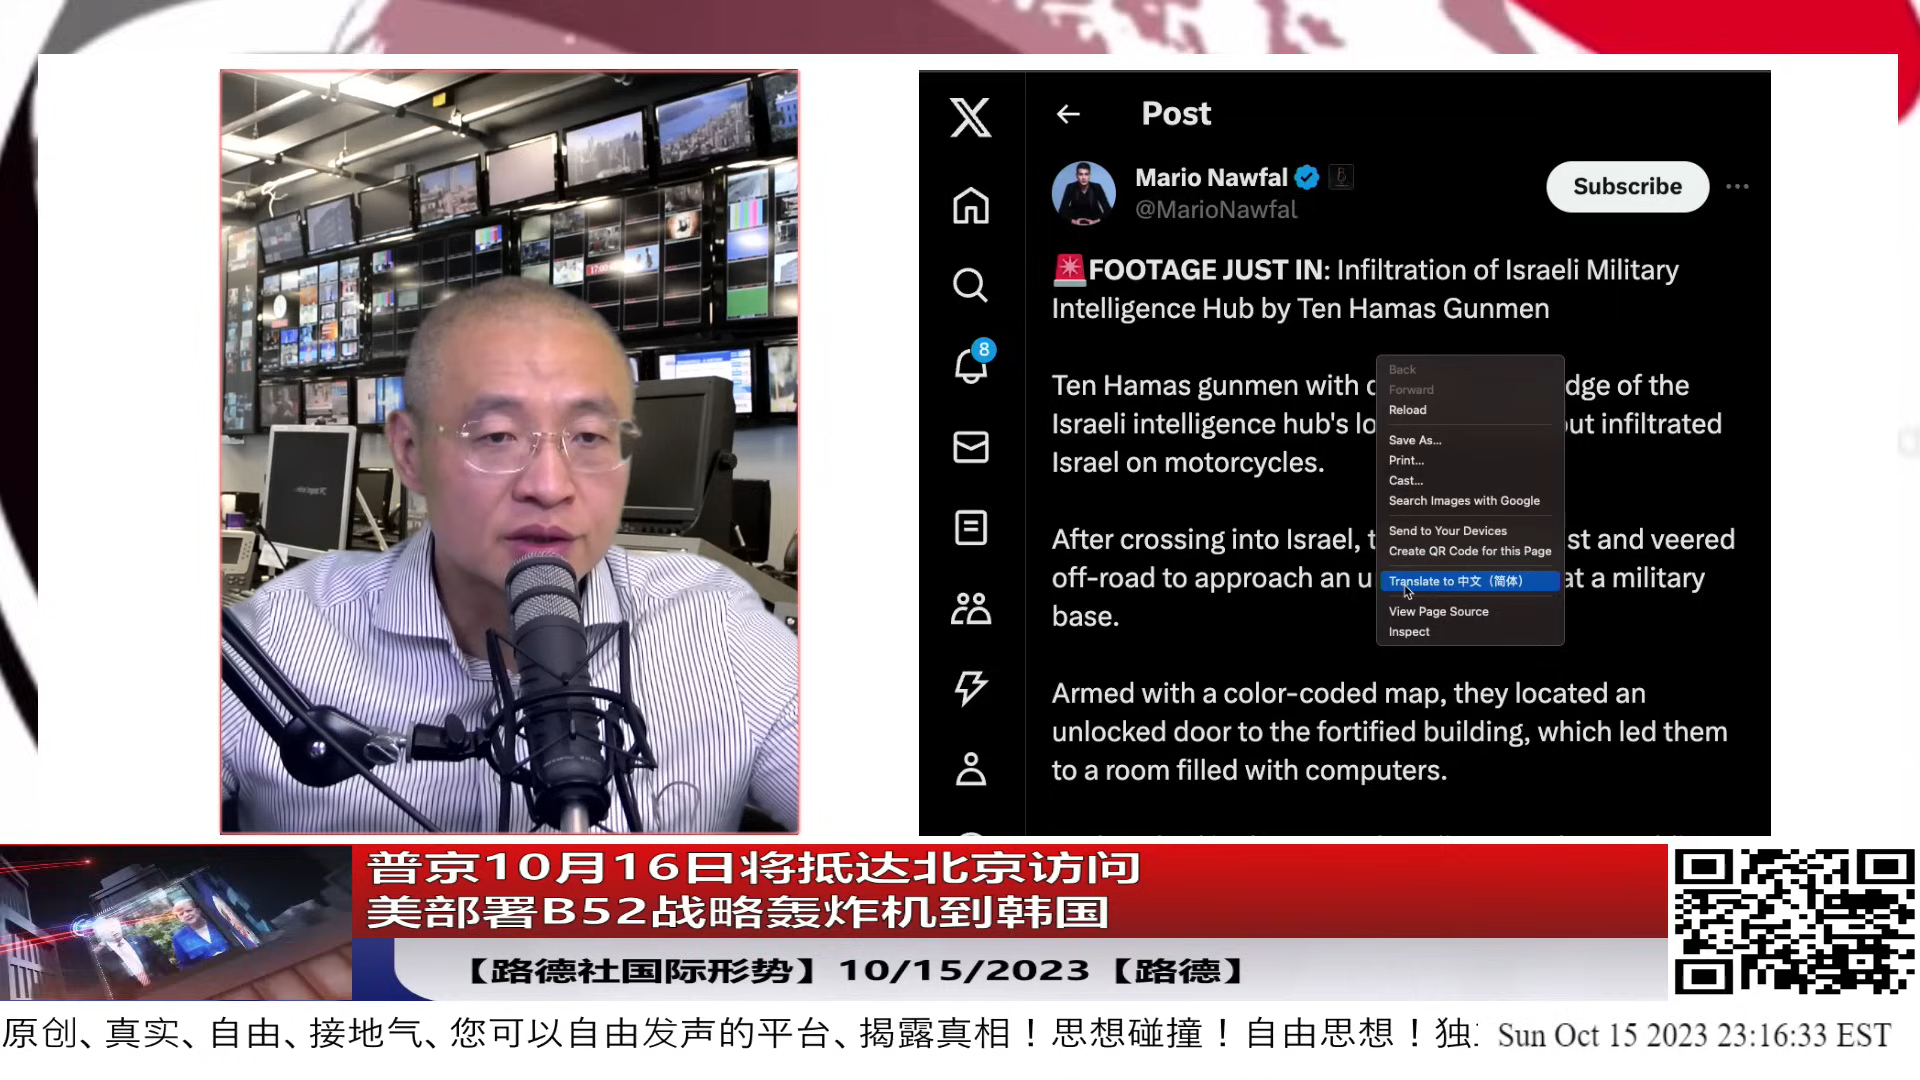 Post
Mario Nawfal
@MarioNawfal
Subscribe
8
FOOTAGE JUST IN: Infiltration of Israeli Military
Intelligence Hub by Ten Hamas Gunmen
Ten Hamas gunmen with dge of the
Israeli intelligence hub's lo ut infiltrated
Israel on motorcycles.
After crossing into Israel, t st and veered
off-road to approach an u at a military
base.
Armed with a color-coded map, they located an
unlocked door to the fortified building, which led them
to a room filled with computers.
Back
Forward
Reload
Save As...
Print...
Cast...
Search Images with Google
Send to Your Devices
Create QR Code for this Page
Translate to 中文（简体）
View Page Source
Inspect
17:00
普京10月16日将抵达北京访问
美部署B52战略轰炸机到韩国
【路德社国际形势】10/15/2023【路德】
原创、真实、自由、接地气、您可以自由发声的平台、揭露真相！思想碰撞！自由思想！独
Sun Oct 15 2023 23:16:33 EST